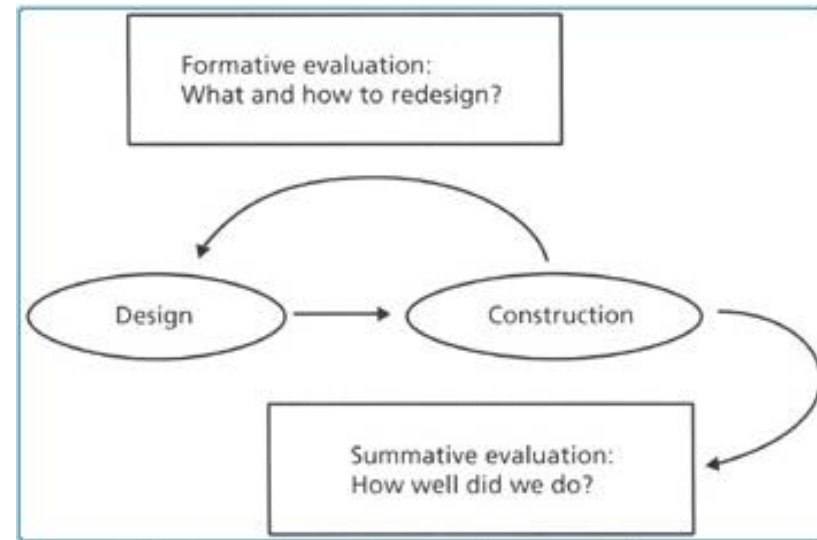 Formative evaluation:
What and how to redesign?
Design
Construction
Summative evaluation:
How well did we do?